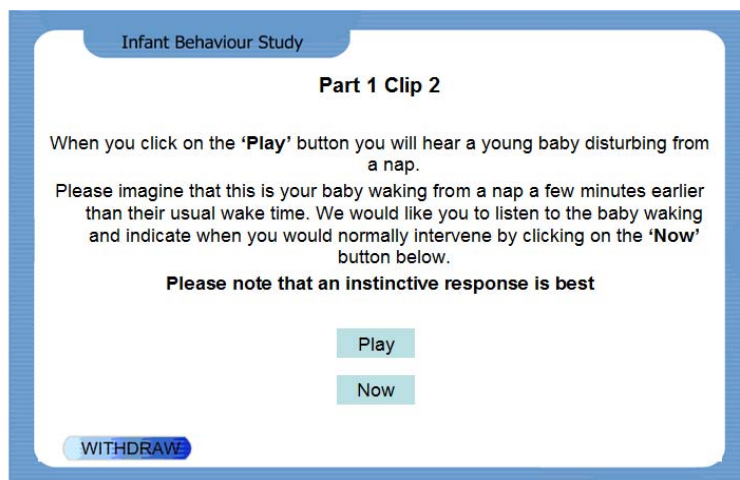 Infant Behaviour Study
Part 1 Clip 2
When you click on the ‘Play’ button you will hear a young baby disturbing from
a nap.
Please imagine that this is your baby waking from a nap a few minutes earlier
than their usual wake time. We would like you to listen to the baby waking
and indicate when you would normally intervene by clicking on the ‘Now’
button below.
Please note that an instinctive response is best
Play
Now
WITHDRAW